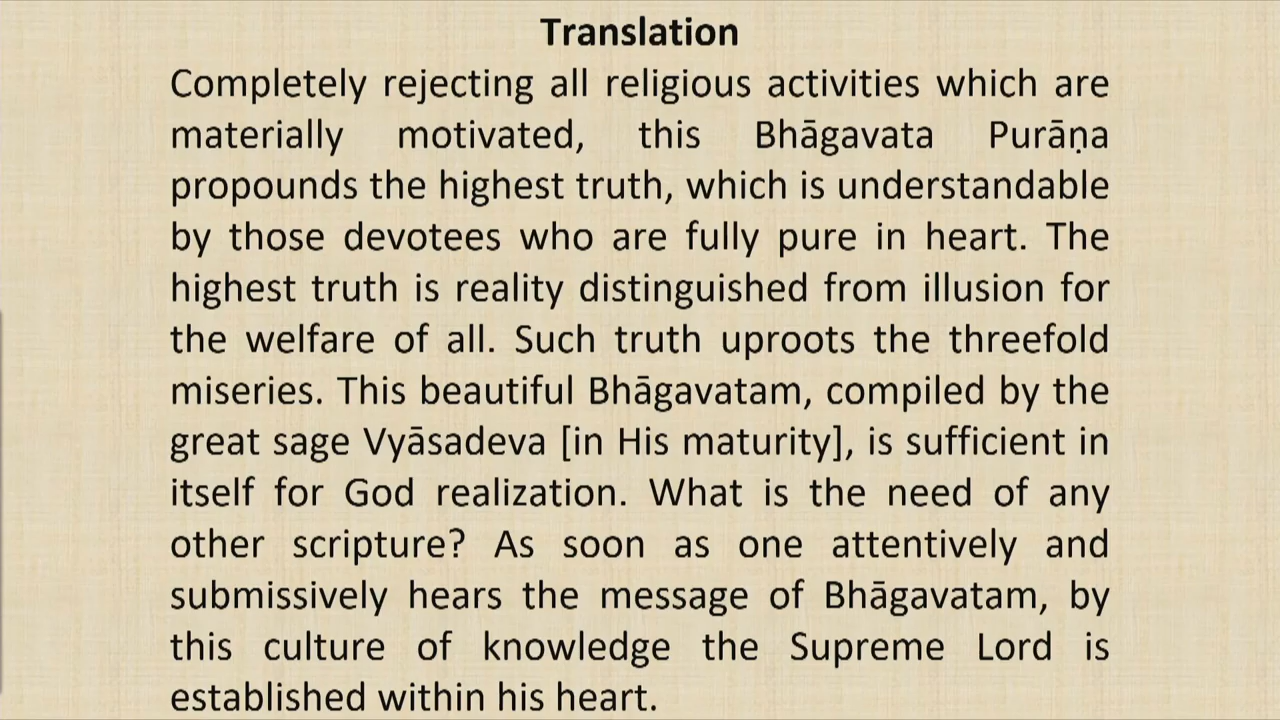 Translation
Completely rejecting all religious activities which are
materially motivated, this Bhāgavata Purāṇa
propounds the highest truth, which is understandable
by those devotees who are fully pure in heart. The
highest truth is reality distinguished from illusion for
the welfare of all. Such truth uproots the threefold
miseries. This beautiful Bhāgavatam, compiled by the
great sage Vyāsadeva [in His maturity], is sufficient in
itself for God realization. What is the need of any
other scripture? As soon as one attentively and
submissively hears the message of Bhāgavatam, by
this culture of knowledge the Supreme Lord is
established within his heart.